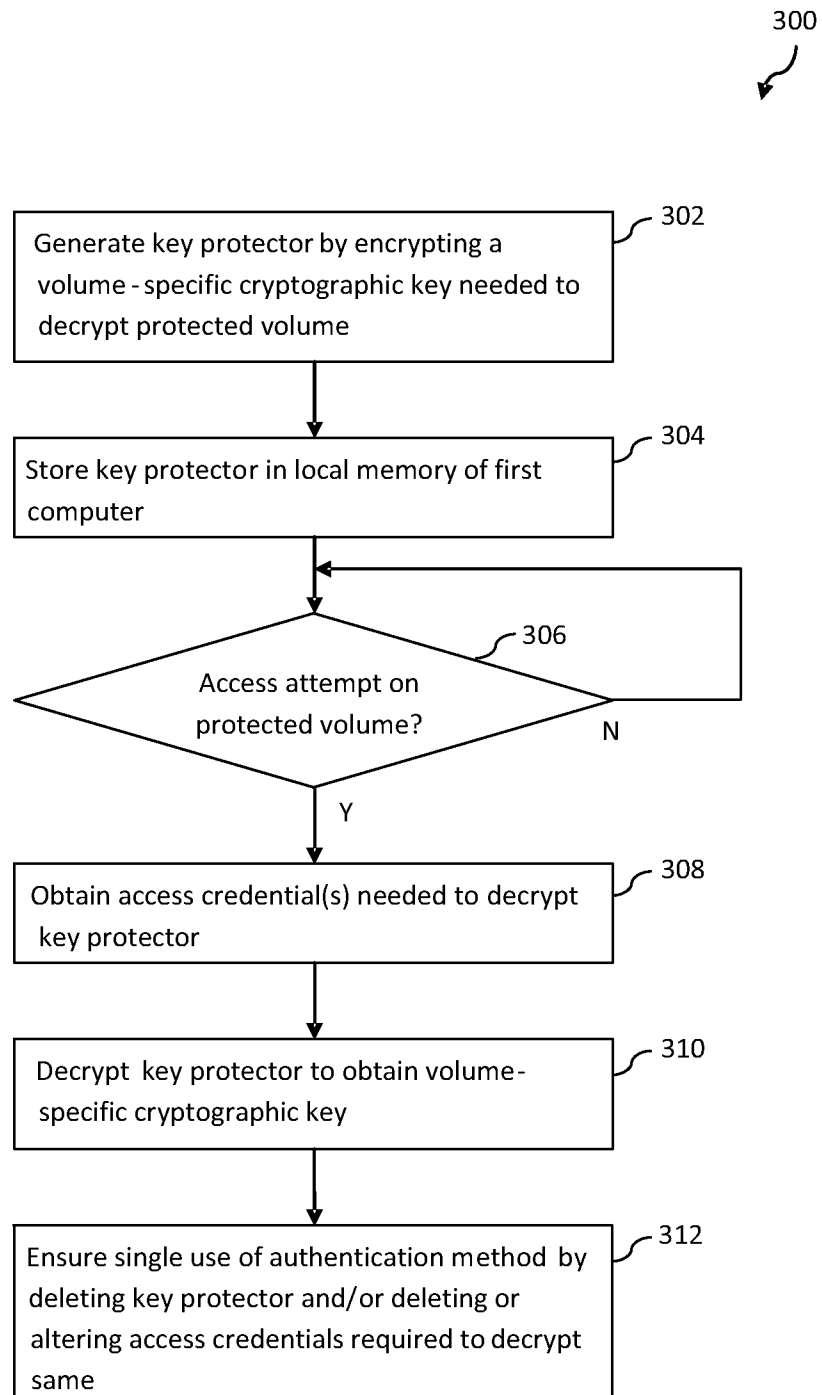 300
302
Generate key protector by encrypting a
volume-specific cryptographic key needed to
decrypt protected volume
304
Store key protector in local memory of first
computer
306
Access attempt on
protected volume?
N
Y
308
Obtain access credential(s) needed to decrypt
key protector
310
Decrypt key protector to obtain volume-
specific cryptographic key
312
Ensure single use of authentication method by
deleting key protector and/or deleting or
altering access credentials required to decrypt
same